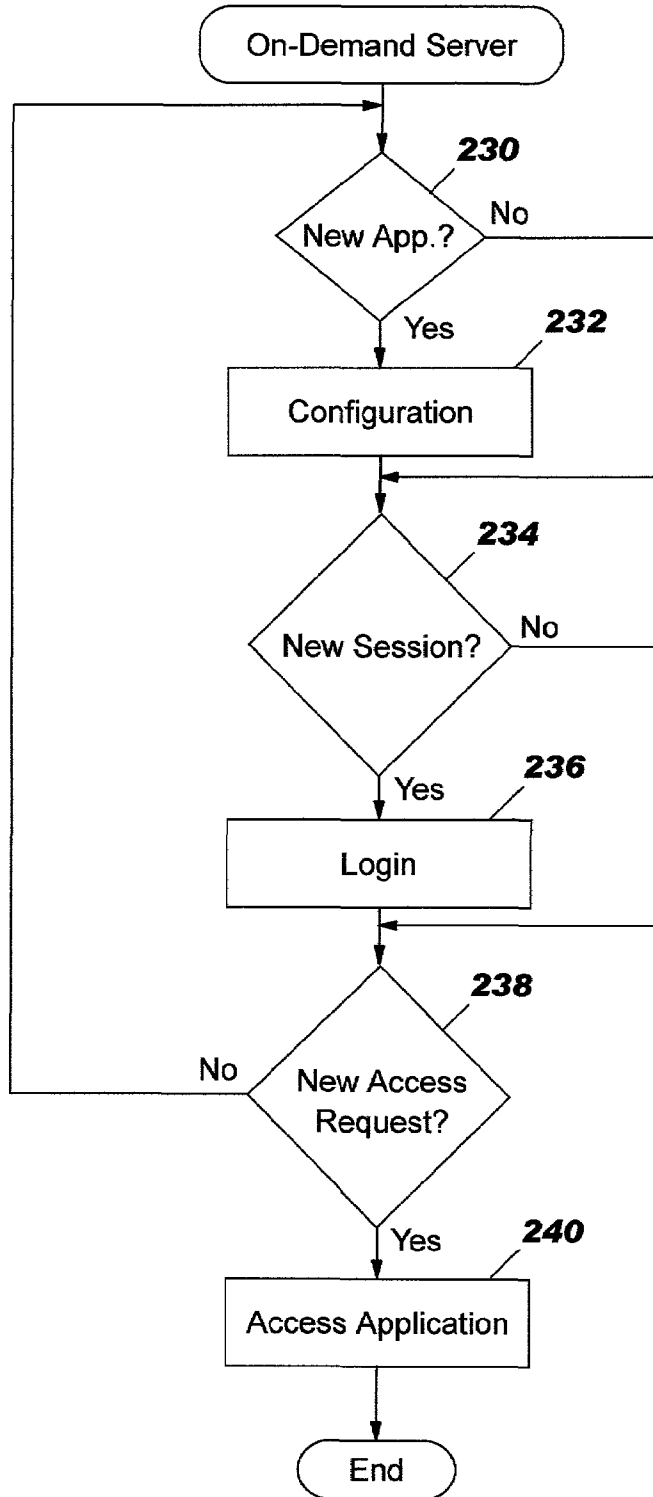 On-Demand Server
230
New App.?
No
Yes
232
Configuration
234
New Session?
No
Yes
236
Login
238
No
New Access
Request?
Yes
240
Access Application
End